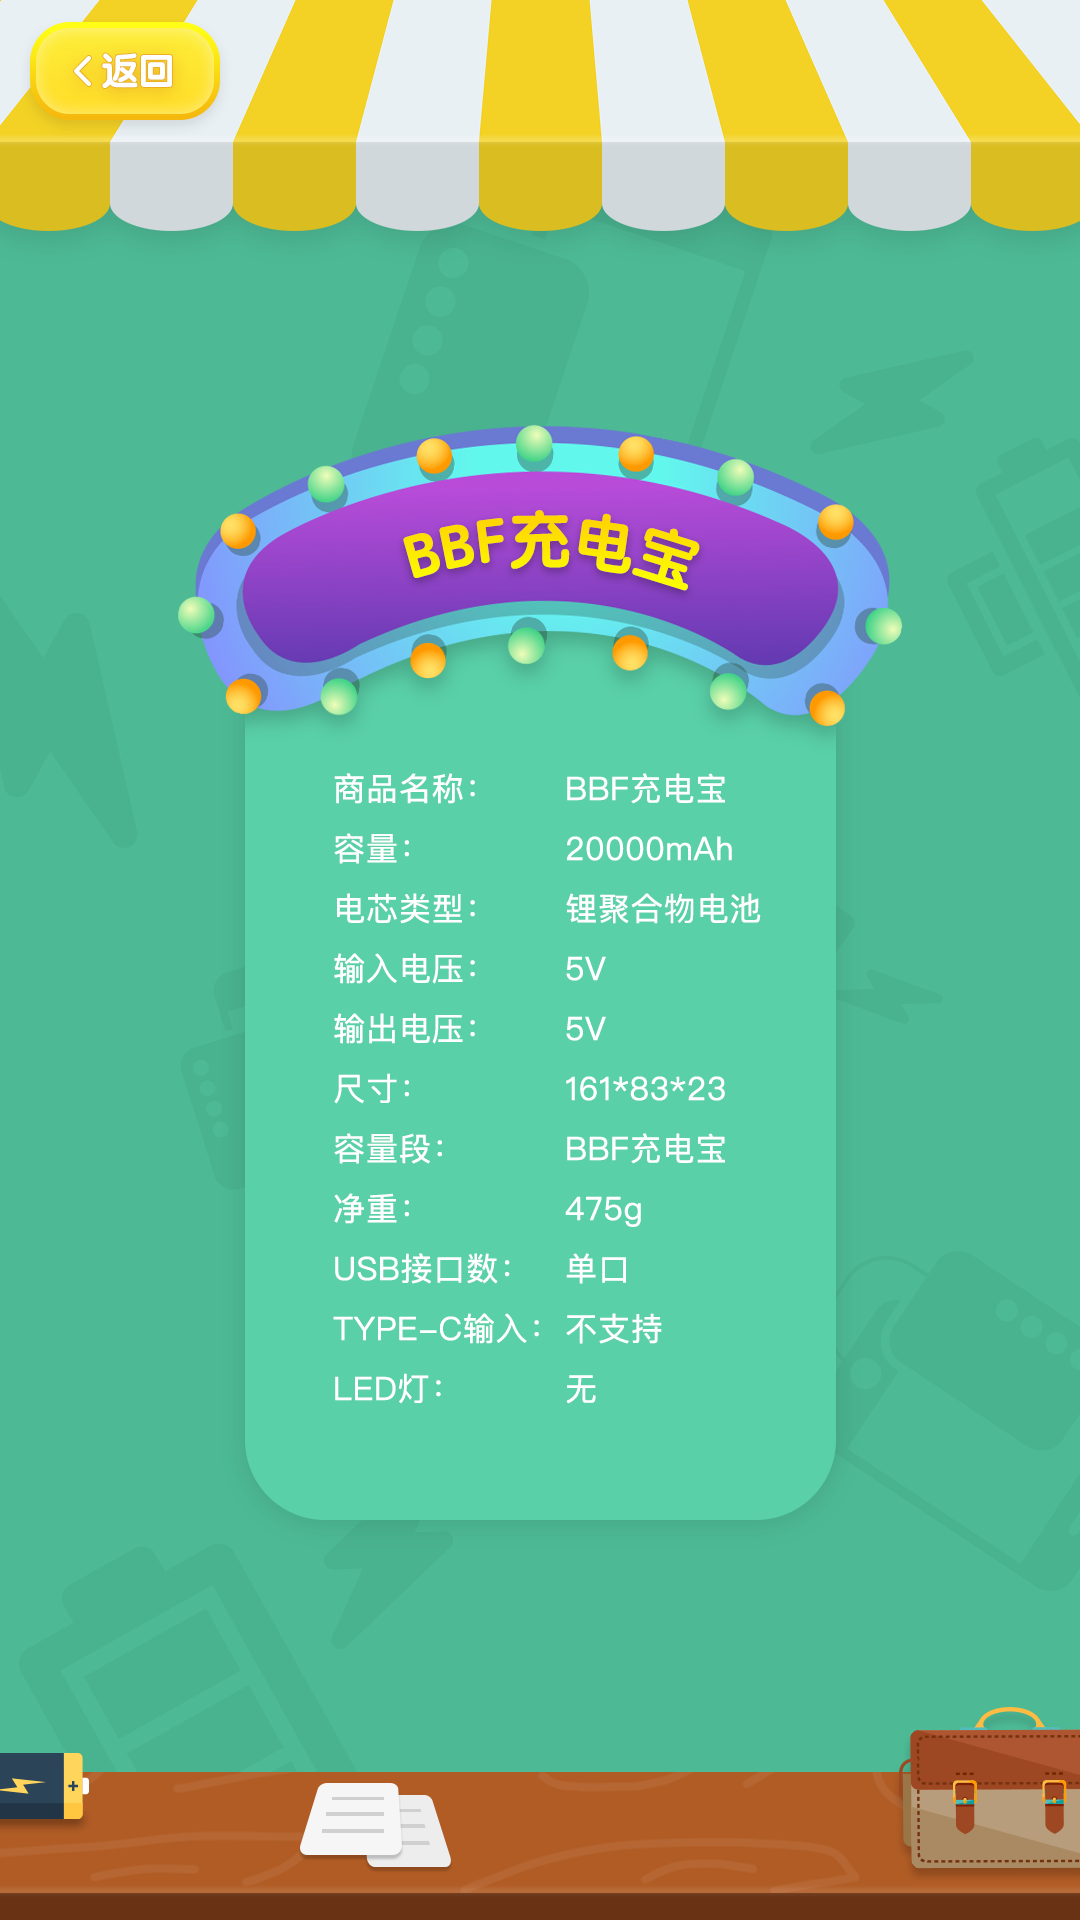 返回
BBF充电宝
商品名称： BBF充电宝
容量： 20000mAh
电芯类型： 锂聚合物电池
输入电压： 5V
输出电压： 5V
尺寸： 161*83*23
容量段： BBF充电宝
净重： 475g
USB接口数： 单口
TYPE-C输入： 不支持
LED灯： 无